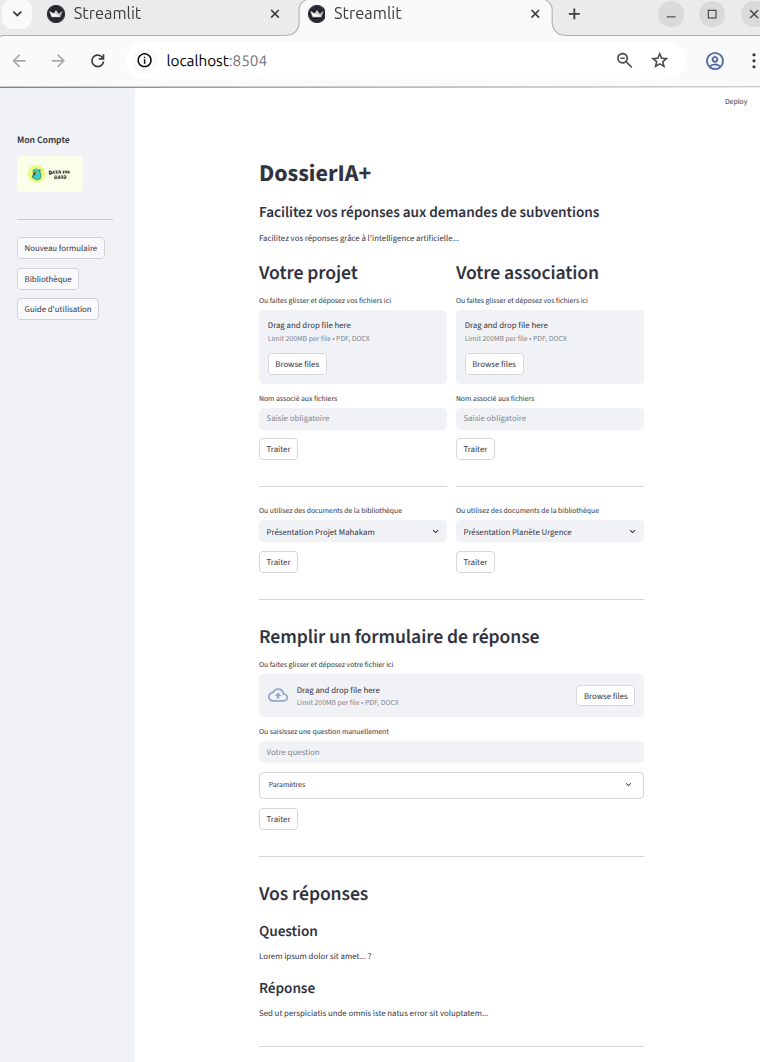 Streamlit
Streamlit
localhost:8504
Deploy
Mon Compte
DATA FOR GOOD
Nouveau formulaire
Bibliothèque
Guide d'utilisation
DossierIA+
Facilitez vos réponses aux demandes de subventions
Facilitez vos réponses grâce à l'intelligence artificielle...
Votre projet
Ou faites glisser et déposez vos fichiers ici
Drag and drop file here
Limit 200MB per file • PDF, DOCX
Browse files
Nom associé aux fichiers
Saisie obligatoire
Traiter
Ou utilisez des documents de la bibliothèque
Présentation Projet Mahakam
Traiter
Votre association
Ou faites glisser et déposez vos fichiers ici
Drag and drop file here
Limit 200MB per file • PDF, DOCX
Browse files
Nom associé aux fichiers
Saisie obligatoire
Traiter
Ou utilisez des documents de la bibliothèque
Présentation Planète Urgence
Traiter
Remplir un formulaire de réponse
Ou faites glisser et déposez votre fichier ici
Drag and drop file here
Limit 200MB per file • PDF, DOCX
Browse files
Ou saisissez une question manuellement
Votre question
Paramètres
Traiter
Vos réponses
Question
Lorem ipsum dolor sit amet... ?
Réponse
Sed ut perspiciatis unde omnis iste natus error sit voluptatem...